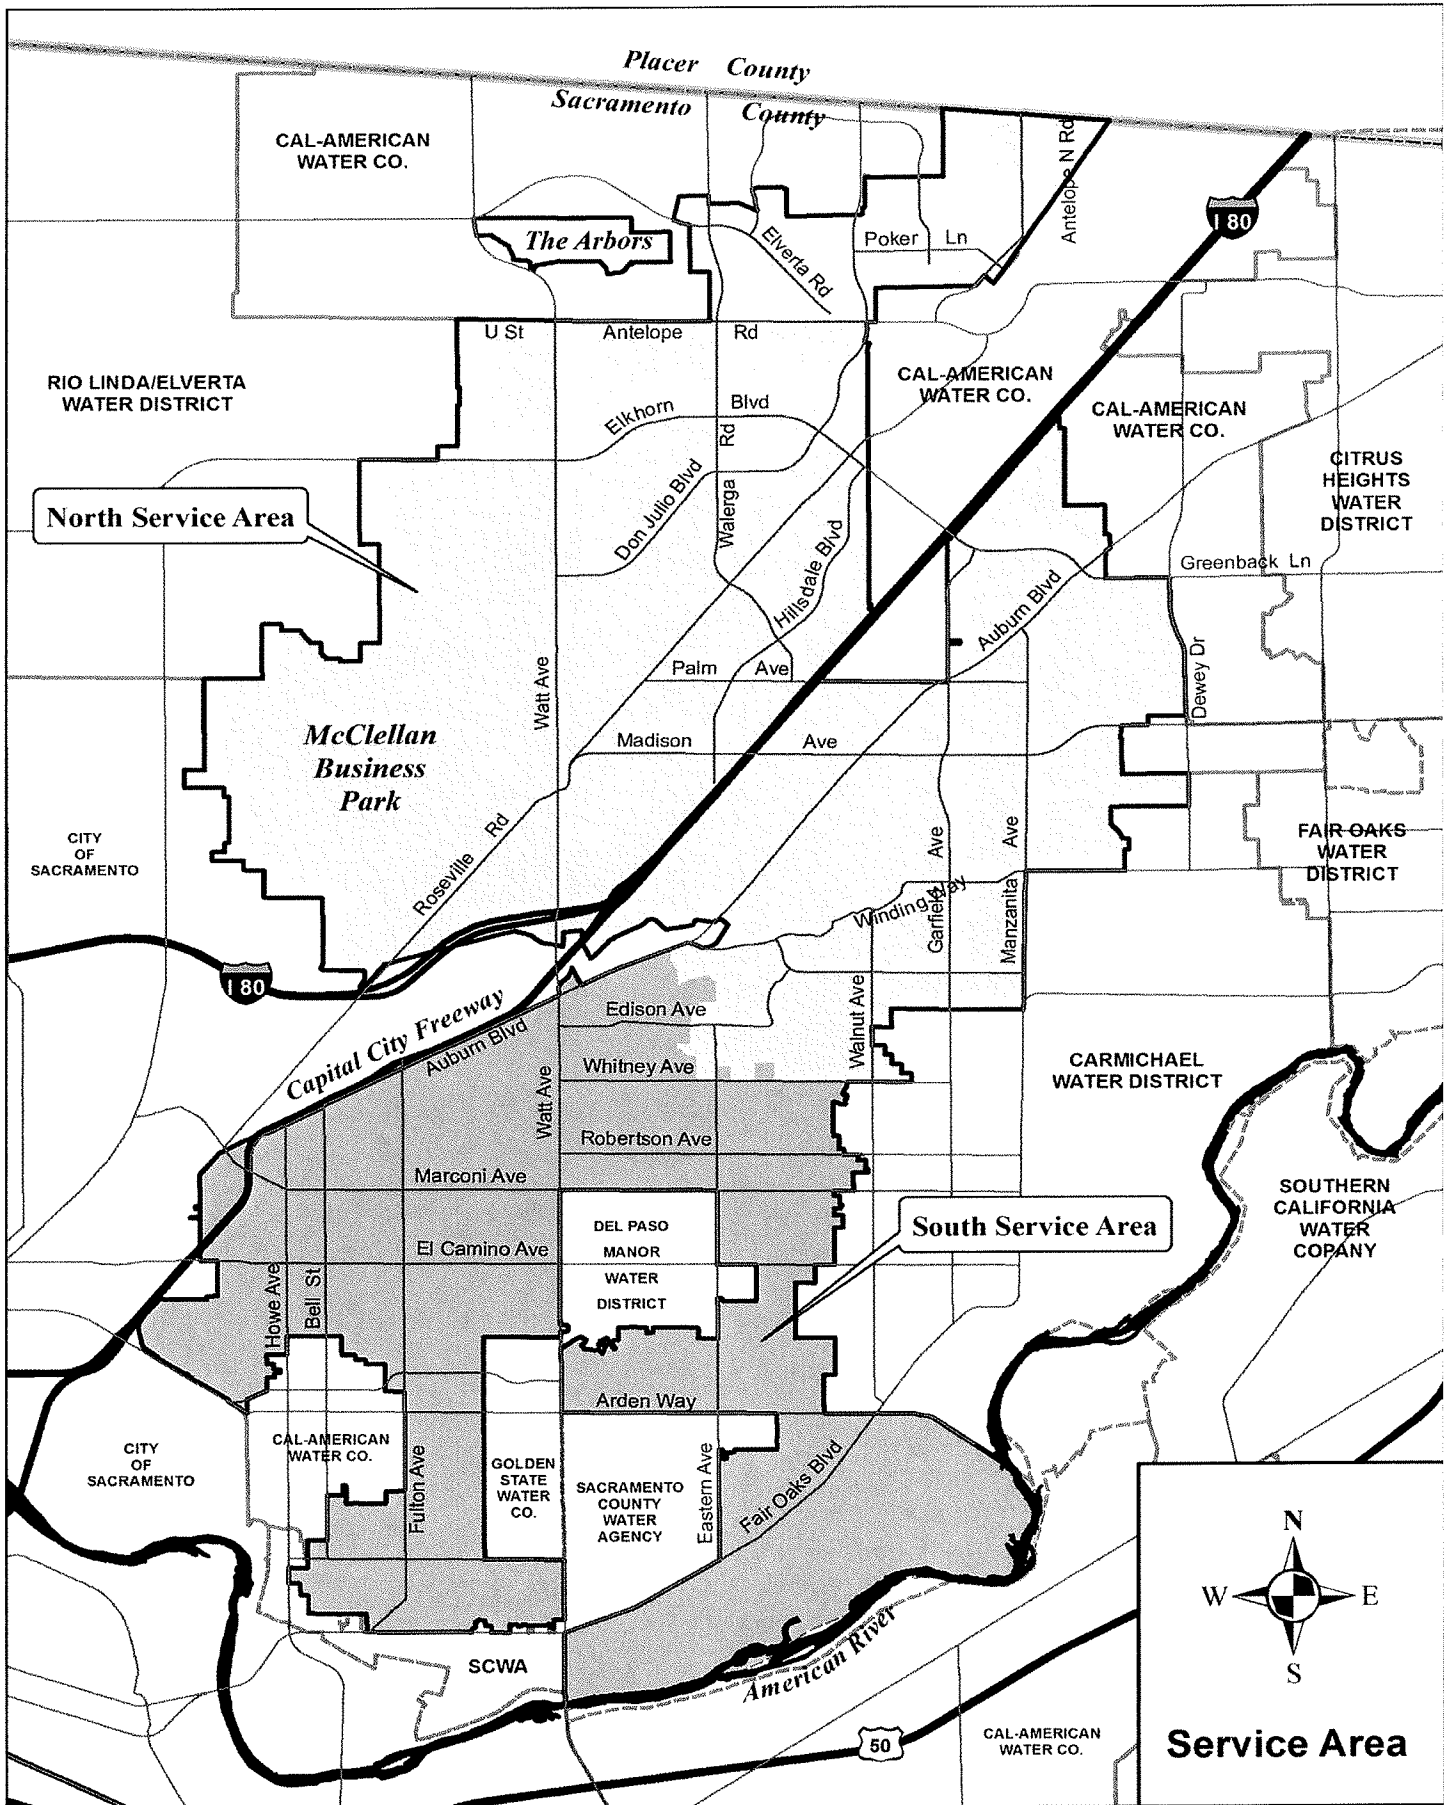 Placer County
Sacramento County
CAL-AMERICAN
WATER CO.
Antelope N Rd
I 80
The Arbors
Elverta Rd
Poker Ln
U St
Antelope Rd
RIO LINDA/ELVERTA
WATER DISTRICT
CAL-AMERICAN
WATER CO.
CAL-AMERICAN
WATER CO.
Elkhorn Blvd
Walerga Rd
Don Julio Blvd
Hillsdale Blvd
CITRUS
HEIGHTS
WATER
DISTRICT
North Service Area
Greenback Ln
Auburn Blvd
Dewey Dr
Watt Ave
Palm Ave
McClellan
Business
Park
Madison Ave
Roseville Rd
CITY
OF
SACRAMENTO
FAIR OAKS
WATER
DISTRICT
Garfield Ave
Manzanita Ave
Winding Way
I 80
Capital City Freeway
Auburn Blvd
Edison Ave
Walnut Ave
Whitney Ave
Watt Ave
CARMICHAEL
WATER DISTRICT
Robertson Ave
Marconi Ave
SOUTHERN
CALIFORNIA
WATER
COPANY
South Service Area
DEL PASO
MANOR
WATER
DISTRICT
El Camino Ave
Howe Ave
Bell St
Arden Way
CITY
OF
SACRAMENTO
CAL-AMERICAN
WATER CO.
Fulton Ave
GOLDEN
STATE
WATER
CO.
SACRAMENTO
COUNTY
WATER
AGENCY
Eastern Ave
Fair Oaks Blvd
SCWA
American River
50
CAL-AMERICAN
WATER CO.
N
W E
S
Service Area